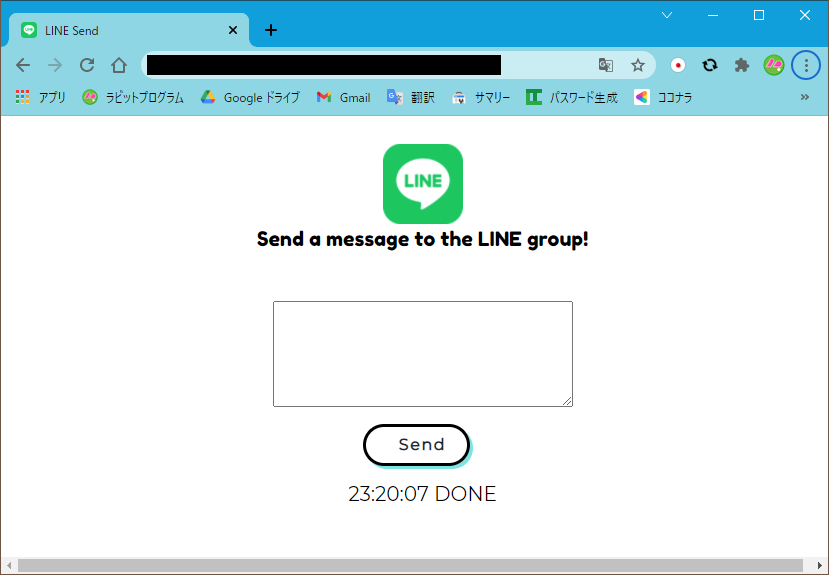 LINE Send
アプリ ラビットプログラム Google ドライブ Gmail 翻訳 サマリー パスワード生成 ココナラ
LINE
Send a message to the LINE group!
Send
23:20:07 DONE